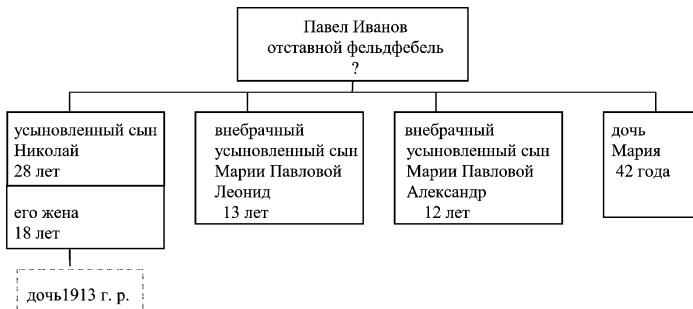 Павел Иванов
отставной фельдфебель
?
усыновленный сын
Николай
28 лет
его жена
18 лет
дочь1913 г. р.
внебрачный
усыновленный сын
Марии Павловой
Леонид
13 лет
внебрачный
усыновленный сын
Марии Павловой
Александр
12 лет
дочь
Мария
42 года